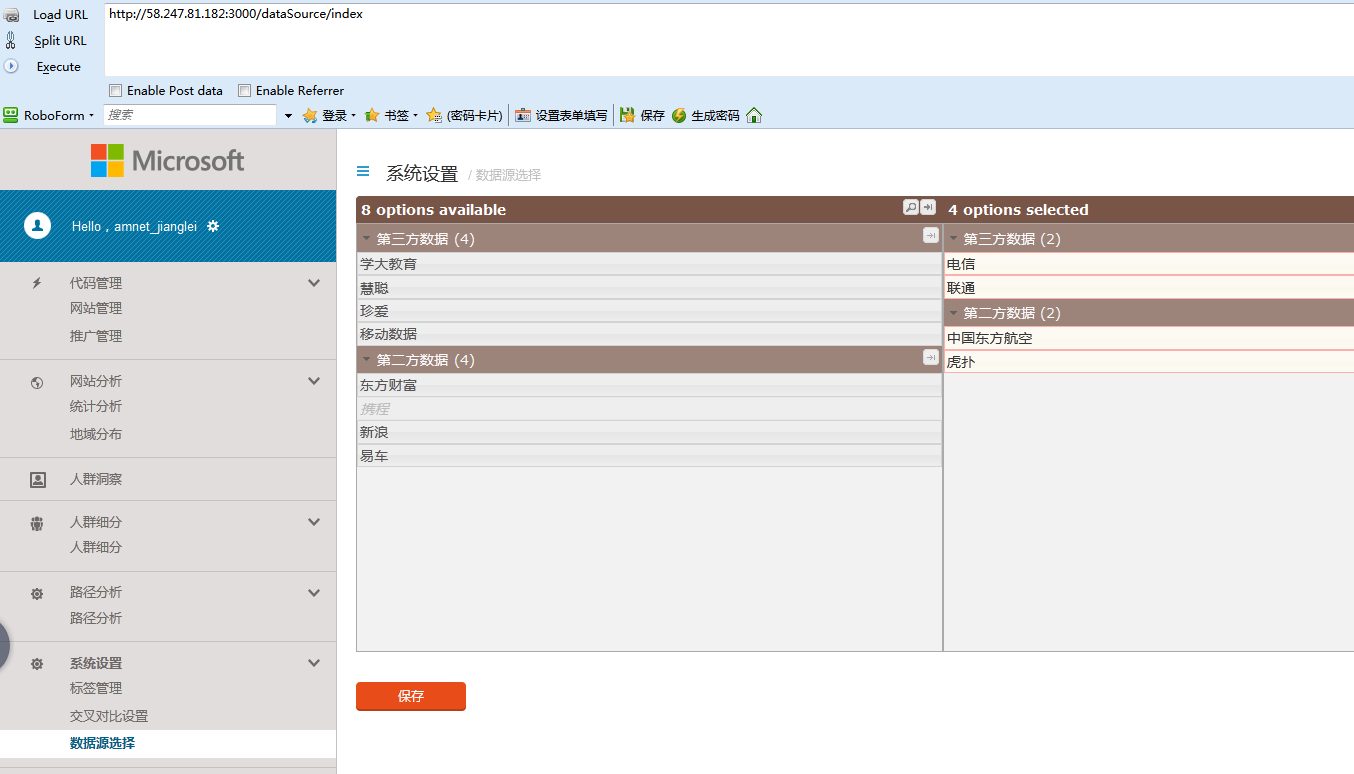 Load URL
http://58.247.81.182:3000/dataSource/index
Split URL
Execute
Enable Post data Enable Referrer
RoboForm 搜索 登录 书签 (密码卡片) 设置表单填写 保存 生成密码
Microsoft
Hello，amnet_jianglei
代码管理
网站管理
推广管理
网站分析
统计分析
地域分布
人群洞察
人群细分
人群细分
路径分析
路径分析
系统设置
标签管理
交叉对比设置
数据源选择
系统设置 / 数据源选择
8 options available
第三方数据 (4)
学大教育
慧聪
珍爱
移动数据
第二方数据 (4)
东方财富
携程
新浪
易车
4 options selected
第三方数据 (2)
电信
联通
第二方数据 (2)
中国东方航空
虎扑
保存